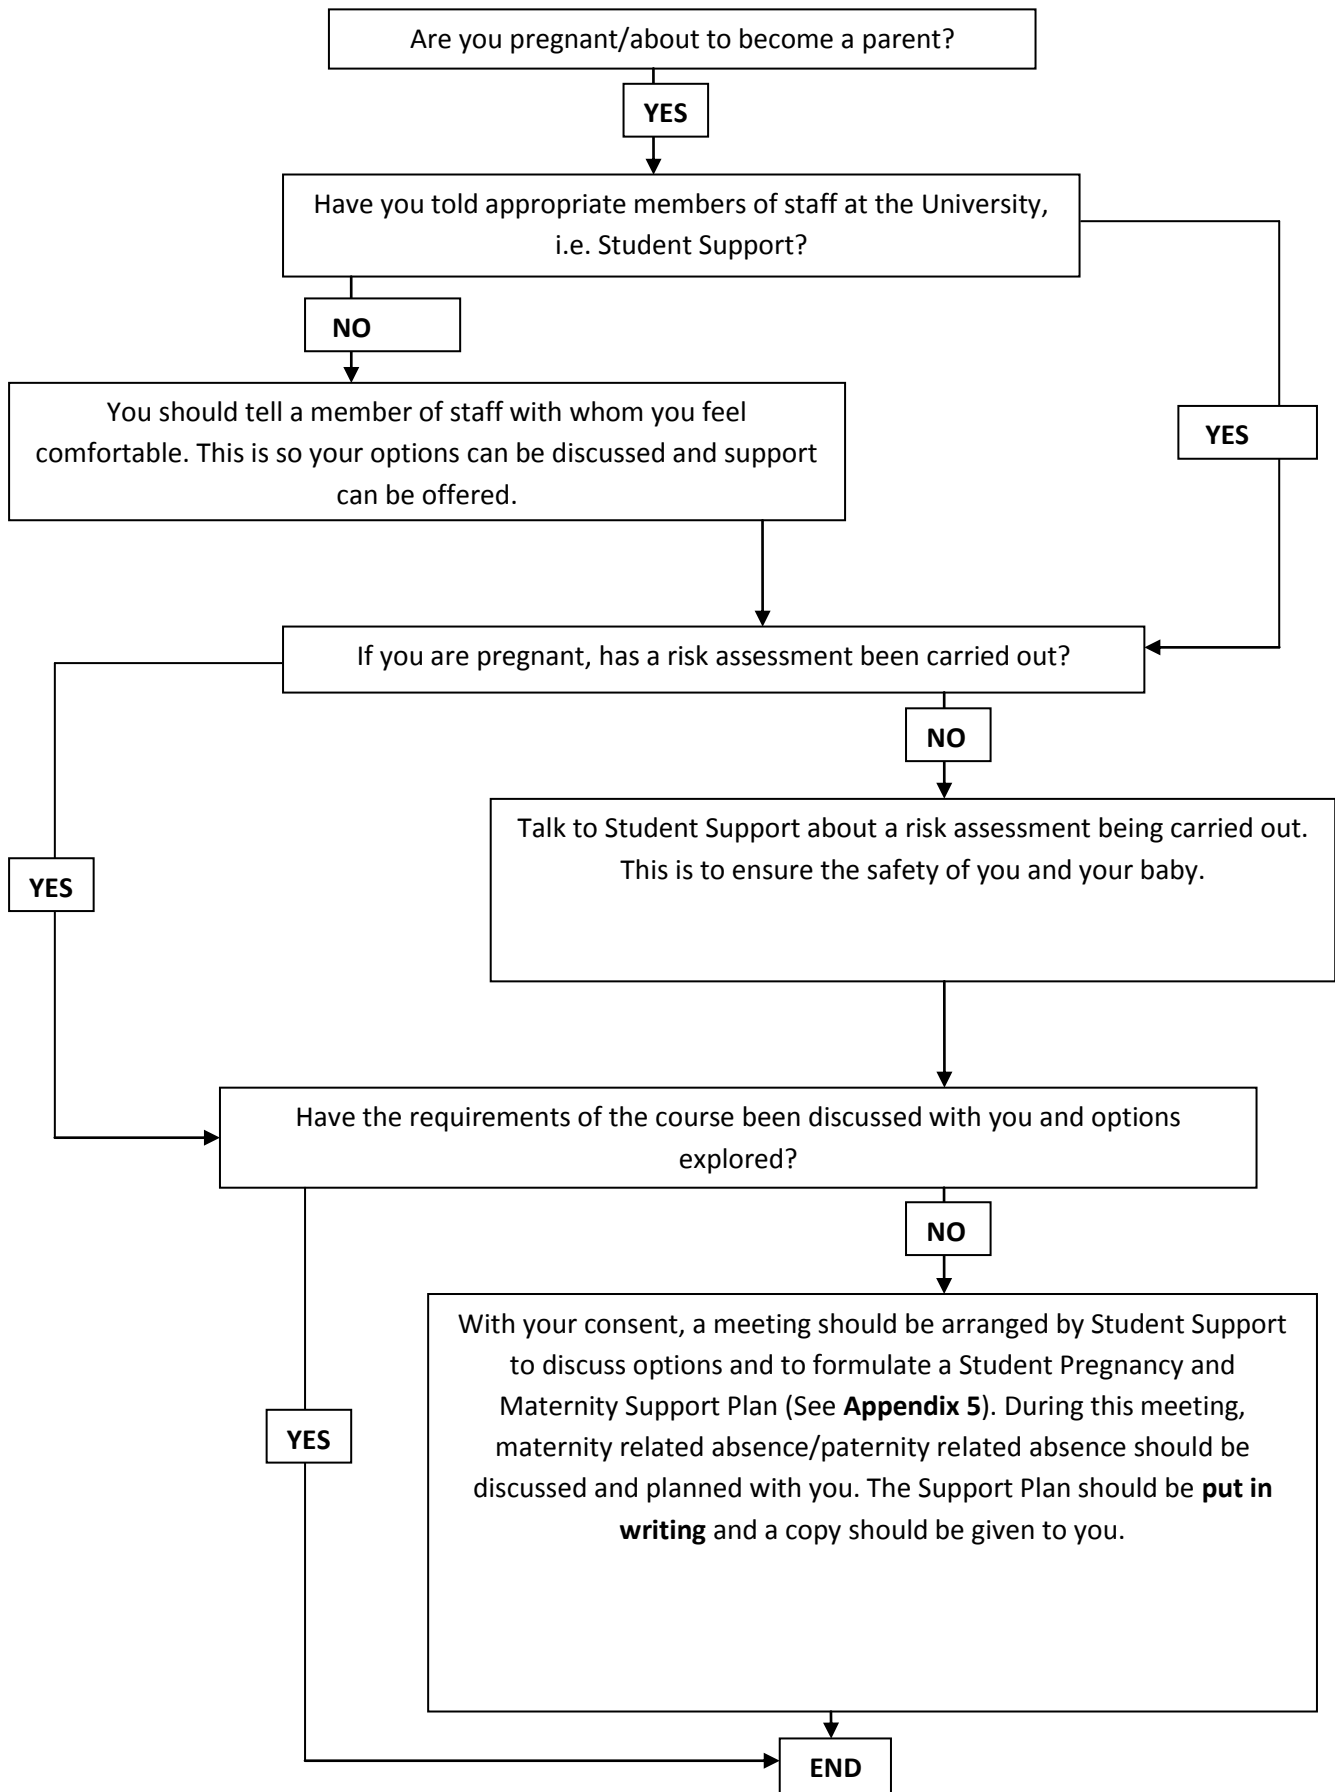 Are you pregnant/about to become a parent?
YES
Have you told appropriate members of staff at the University,
i.e. Student Support?
NO
You should tell a member of staff with whom you feel
comfortable. This is so your options can be discussed and support
can be offered.
YES
If you are pregnant, has a risk assessment been carried out?
NO
Talk to Student Support about a risk assessment being carried out.
This is to ensure the safety of you and your baby.
YES
Have the requirements of the course been discussed with you and options
explored?
NO
With your consent, a meeting should be arranged by Student Support
to discuss options and to formulate a Student Pregnancy and
Maternity Support Plan (See Appendix 5). During this meeting,
maternity related absence/paternity related absence should be
discussed and planned with you. The Support Plan should be put in
writing and a copy should be given to you.
YES
END